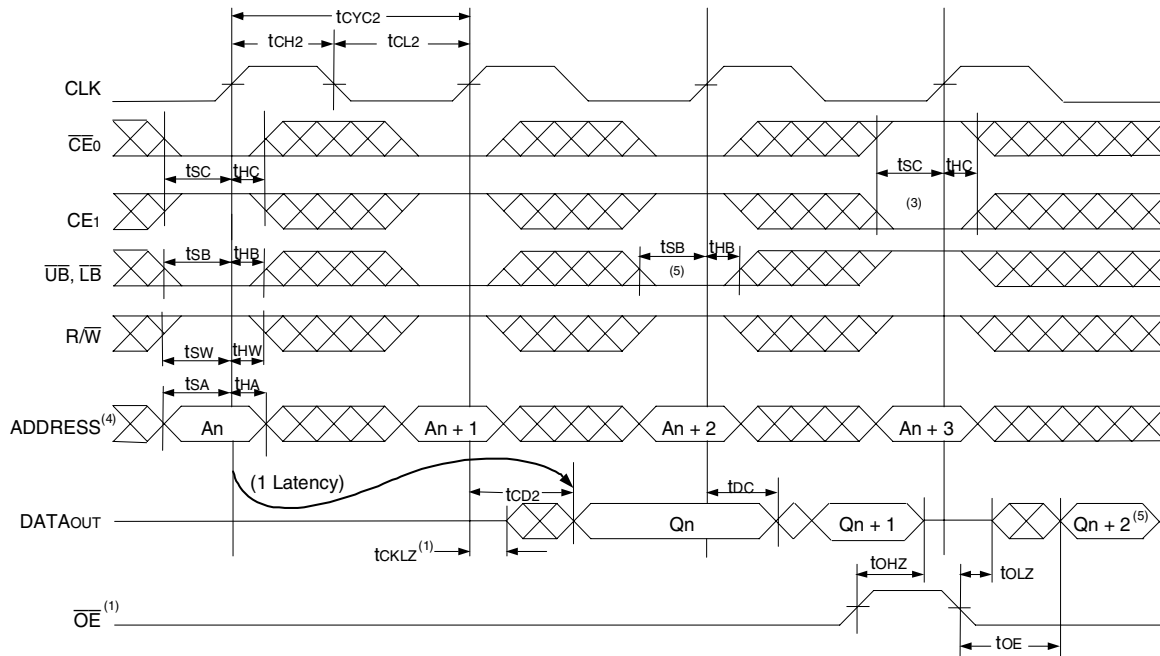 tCYC2
tCH2 tCL2
CLK
CE0
tSC tHC tSC tHC
CE1 (3)
tSB tHB tSB tHB
UB, LB (5)
R/W
tSW tHW
tSA tHA
ADDRESS(4) An An + 1 An + 2 An + 3
(1 Latency) tCD2 tDC
DATAOUT Qn Qn + 1 Qn + 2(5)
tCKLZ(1) tOHZ tOLZ
OE(1)
tOE